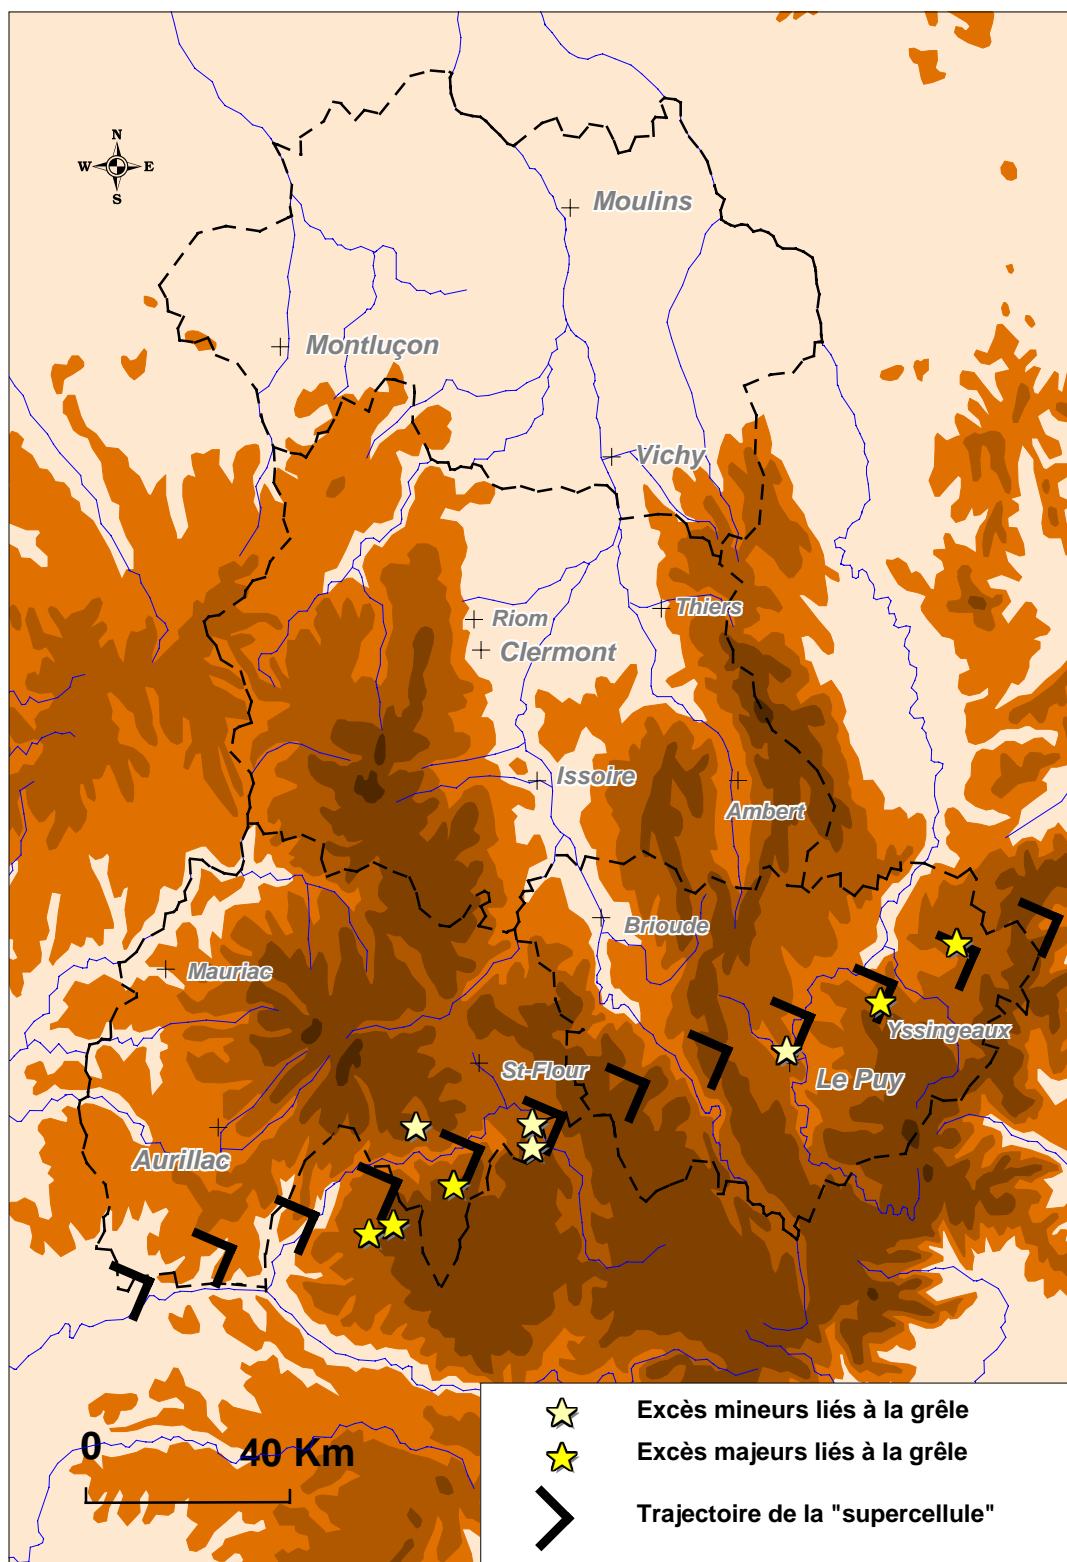 N
W E
S
Moulins
Montluçon
Vichy
Riom
Thiers
Clermont
Issoire
Ambert
Brioude
Mauriac
Yssingeaux
St-Flour
Le Puy
Aurillac
Excès mineurs liés à la grêle
0 40 Km
Excès majeurs liés à la grêle
Trajectoire de la "supercellule"